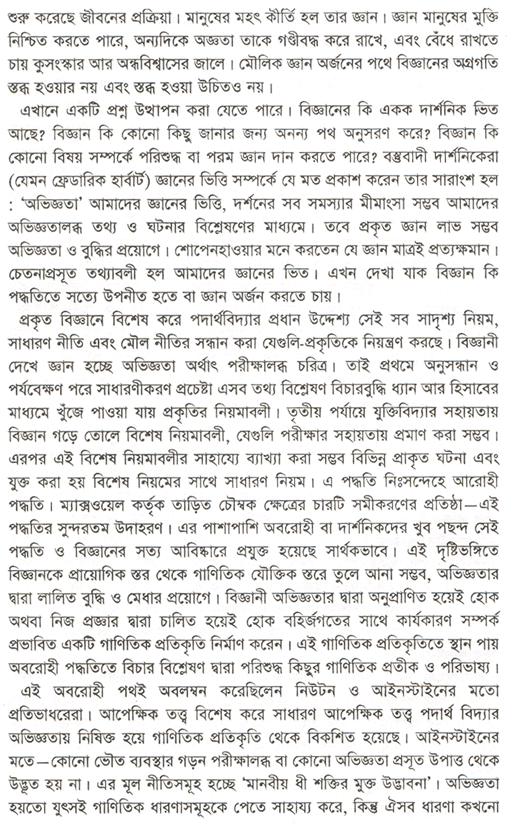 শুরু করেছে জীবনের প্রক্রিয়া। মানুষের মহৎ কীর্তি হল তার জ্ঞান। জ্ঞান মানুষের মুক্তি
নিশ্চিত করতে পারে, অন্যদিকে অজ্ঞতা তাকে গণ্ডীবদ্ধ করে রাখে, এবং বেঁধে রাখতে
চায় কুসংস্কার আর অন্ধবিশ্বাসের জালে। মৌলিক জ্ঞান অর্জনের পথে বিজ্ঞানের অগ্রগতি
স্তব্ধ হওয়ার নয় এবং স্তব্ধ হওয়া উচিতও নয়।
এখানে একটি প্রশ্ন উত্থাপন করা যেতে পারে। বিজ্ঞানের কি একক দার্শনিক ভিত
আছে? বিজ্ঞান কি কোনো কিছু জানার জন্য অনন্য পথ অনুসরণ করে? বিজ্ঞান কি
কোনো বিষয় সম্পর্কে পরিশুদ্ধ বা পরম জ্ঞান দান করতে পারে? বস্তুবাদী দার্শনিকেরা
(যেমন ফ্রেডারিক হার্বার্ট) জ্ঞানের ভিত্তি সম্পর্কে যে মত প্রকাশ করেন তার সারাংশ হল
: ‘অভিজ্ঞতা’ আমাদের জ্ঞানের ভিত্তি, দর্শনের সব সমস্যার মীমাংসা সম্ভব আমাদের
অভিজ্ঞতালব্ধ তথ্য ও ঘটনার বিশ্লেষণের মাধ্যমে। তবে প্রকৃত জ্ঞান লাভ সম্ভব
অভিজ্ঞতা ও বুদ্ধির প্রয়োগে। শোপেনহাওয়ার মনে করতেন যে জ্ঞান মাত্রই প্রত্যক্ষমান।
চেতনাপ্রসূত তথ্যাবলী হল আমাদের জ্ঞানের ভিত। এখন দেখা যাক বিজ্ঞান কি
পদ্ধতিতে সত্যে উপনীত হতে বা জ্ঞান অর্জন করতে চায়।
প্রকৃত বিজ্ঞানে বিশেষ করে পদার্থবিদ্যার প্রধান উদ্দেশ্য সেই সব সাদৃশ্য নিয়ম,
সাধারণ নীতি এবং মৌল নীতির সন্ধান করা যেগুলি-প্রকৃতিকে নিয়ন্ত্রণ করছে। বিজ্ঞানী
দেখে জ্ঞান হচ্ছে অভিজ্ঞতা অর্থাৎ পরীক্ষালব্ধ চরিত্র। তাই প্রথমে অনুসন্ধান ও
পর্যবেক্ষণ পরে সাধারণীকরণ প্রচেষ্টা এসব তথ্য বিশ্লেষণ বিচারবুদ্ধি ধ্যান আর হিসাবের
মাধ্যমে খুঁজে পাওয়া যায় প্রকৃতির নিয়মাবলী। তৃতীয় পর্যায়ে যুক্তিবিদ্যার সহায়তায়
বিজ্ঞান গড়ে তোলে বিশেষ নিয়মাবলী, যেগুলি পরীক্ষার সহায়তায় প্রমাণ করা সম্ভব।
এরপর এই বিশেষ নিয়মাবলীর সাহায্যে ব্যাখ্যা করা সম্ভব বিভিন্ন প্রাকৃত ঘটনা এবং
যুক্ত করা হয় বিশেষ নিয়মের সাথে সাধারণ নিয়ম। এ পদ্ধতি নিঃসন্দেহে আরোহী
পদ্ধতি। ম্যাক্সওয়েল কর্তৃক তাড়িত চৌম্বক ক্ষেত্রের চারটি সমীকরণের প্রতিষ্ঠা—এই
পদ্ধতির সুন্দরতম উদাহরণ। এর পাশাপাশি অবরোহী বা দার্শনিকদের খুব পছন্দ সেই
পদ্ধতি ও বিজ্ঞানের সত্য আবিষ্কারে প্রযুক্ত হয়েছে সার্থকভাবে। এই দৃষ্টিভঙ্গিতে
বিজ্ঞানকে প্রায়োগিক স্তর থেকে গাণিতিক যৌক্তিক স্তরে তুলে আনা সম্ভব, অভিজ্ঞতার
দ্বারা লালিত বুদ্ধি ও মেধার প্রয়োগে। বিজ্ঞানী অভিজ্ঞতার দ্বারা অনুপ্রাণিত হয়েই হোক
অথবা নিজ প্রজ্ঞার দ্বারা চালিত হয়েই হোক বহির্জগতের সাথে কার্যকারণ সম্পর্ক
প্রভাবিত একটি গাণিতিক প্রতিকৃতি নির্মাণ করেন। এই গাণিতিক প্রতিকৃতিতে স্থান পায়
অবরোহী পদ্ধতিতে বিচার বিশ্লেষণ দ্বারা পরিশুদ্ধ কিছুর গাণিতিক প্রতীক ও পরিভাষ্য।
এই অবরোহী পথই অবলম্বন করেছিলেন নিউটন ও আইনস্টাইনের মতো
প্রতিভাধরেরা। আপেক্ষিক তত্ত্ব বিশেষ করে সাধারণ আপেক্ষিক তত্ত্ব পদার্থ বিদ্যার
অভিজ্ঞতায় নিষিক্ত হয়ে গাণিতিক প্রতিকৃতি থেকে বিকশিত হয়েছে। আইনস্টাইনের
মতে—কোনো ভৌত ব্যবস্থার গড়ন পরীক্ষালব্ধ বা কোনো অভিজ্ঞতা প্রসূত উপাত্ত থেকে
উদ্ভূত হয় না। এর মূল নীতিসমূহ হচ্ছে ‘মানবীয় ধী শক্তির মুক্ত উদ্ভাবনা’। অভিজ্ঞতা
হয়তো যুৎসই গাণিতিক ধারণাসমূহকে পেতে সাহায্য করে, কিন্তু ঐসব ধারণা কখনো